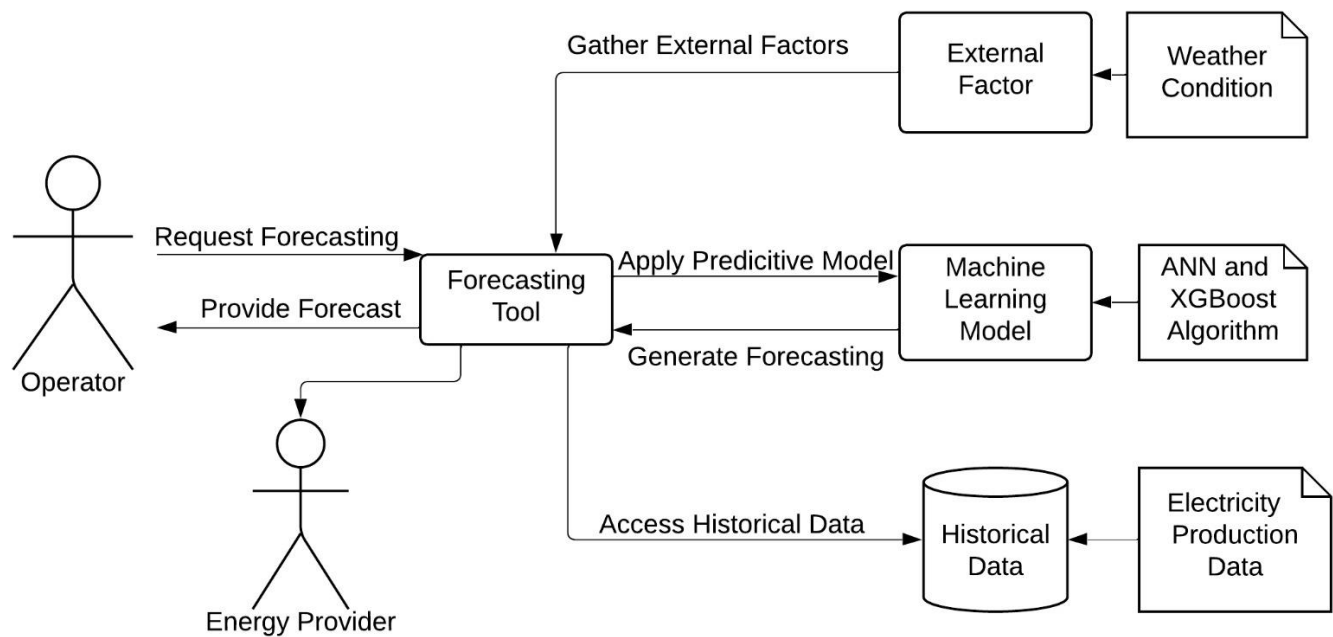 Gather External Factors
External
Factor
Weather
Condition
Request Forecasting
Provide Forecast
Operator
Forecasting
Tool
Apply Predicitive Model
Generate Forecasting
Machine
Learning
Model
ANN and
XGBoost
Algorithm
Energy Provider
Access Historical Data
Historical
Data
Electricity
Production
Data